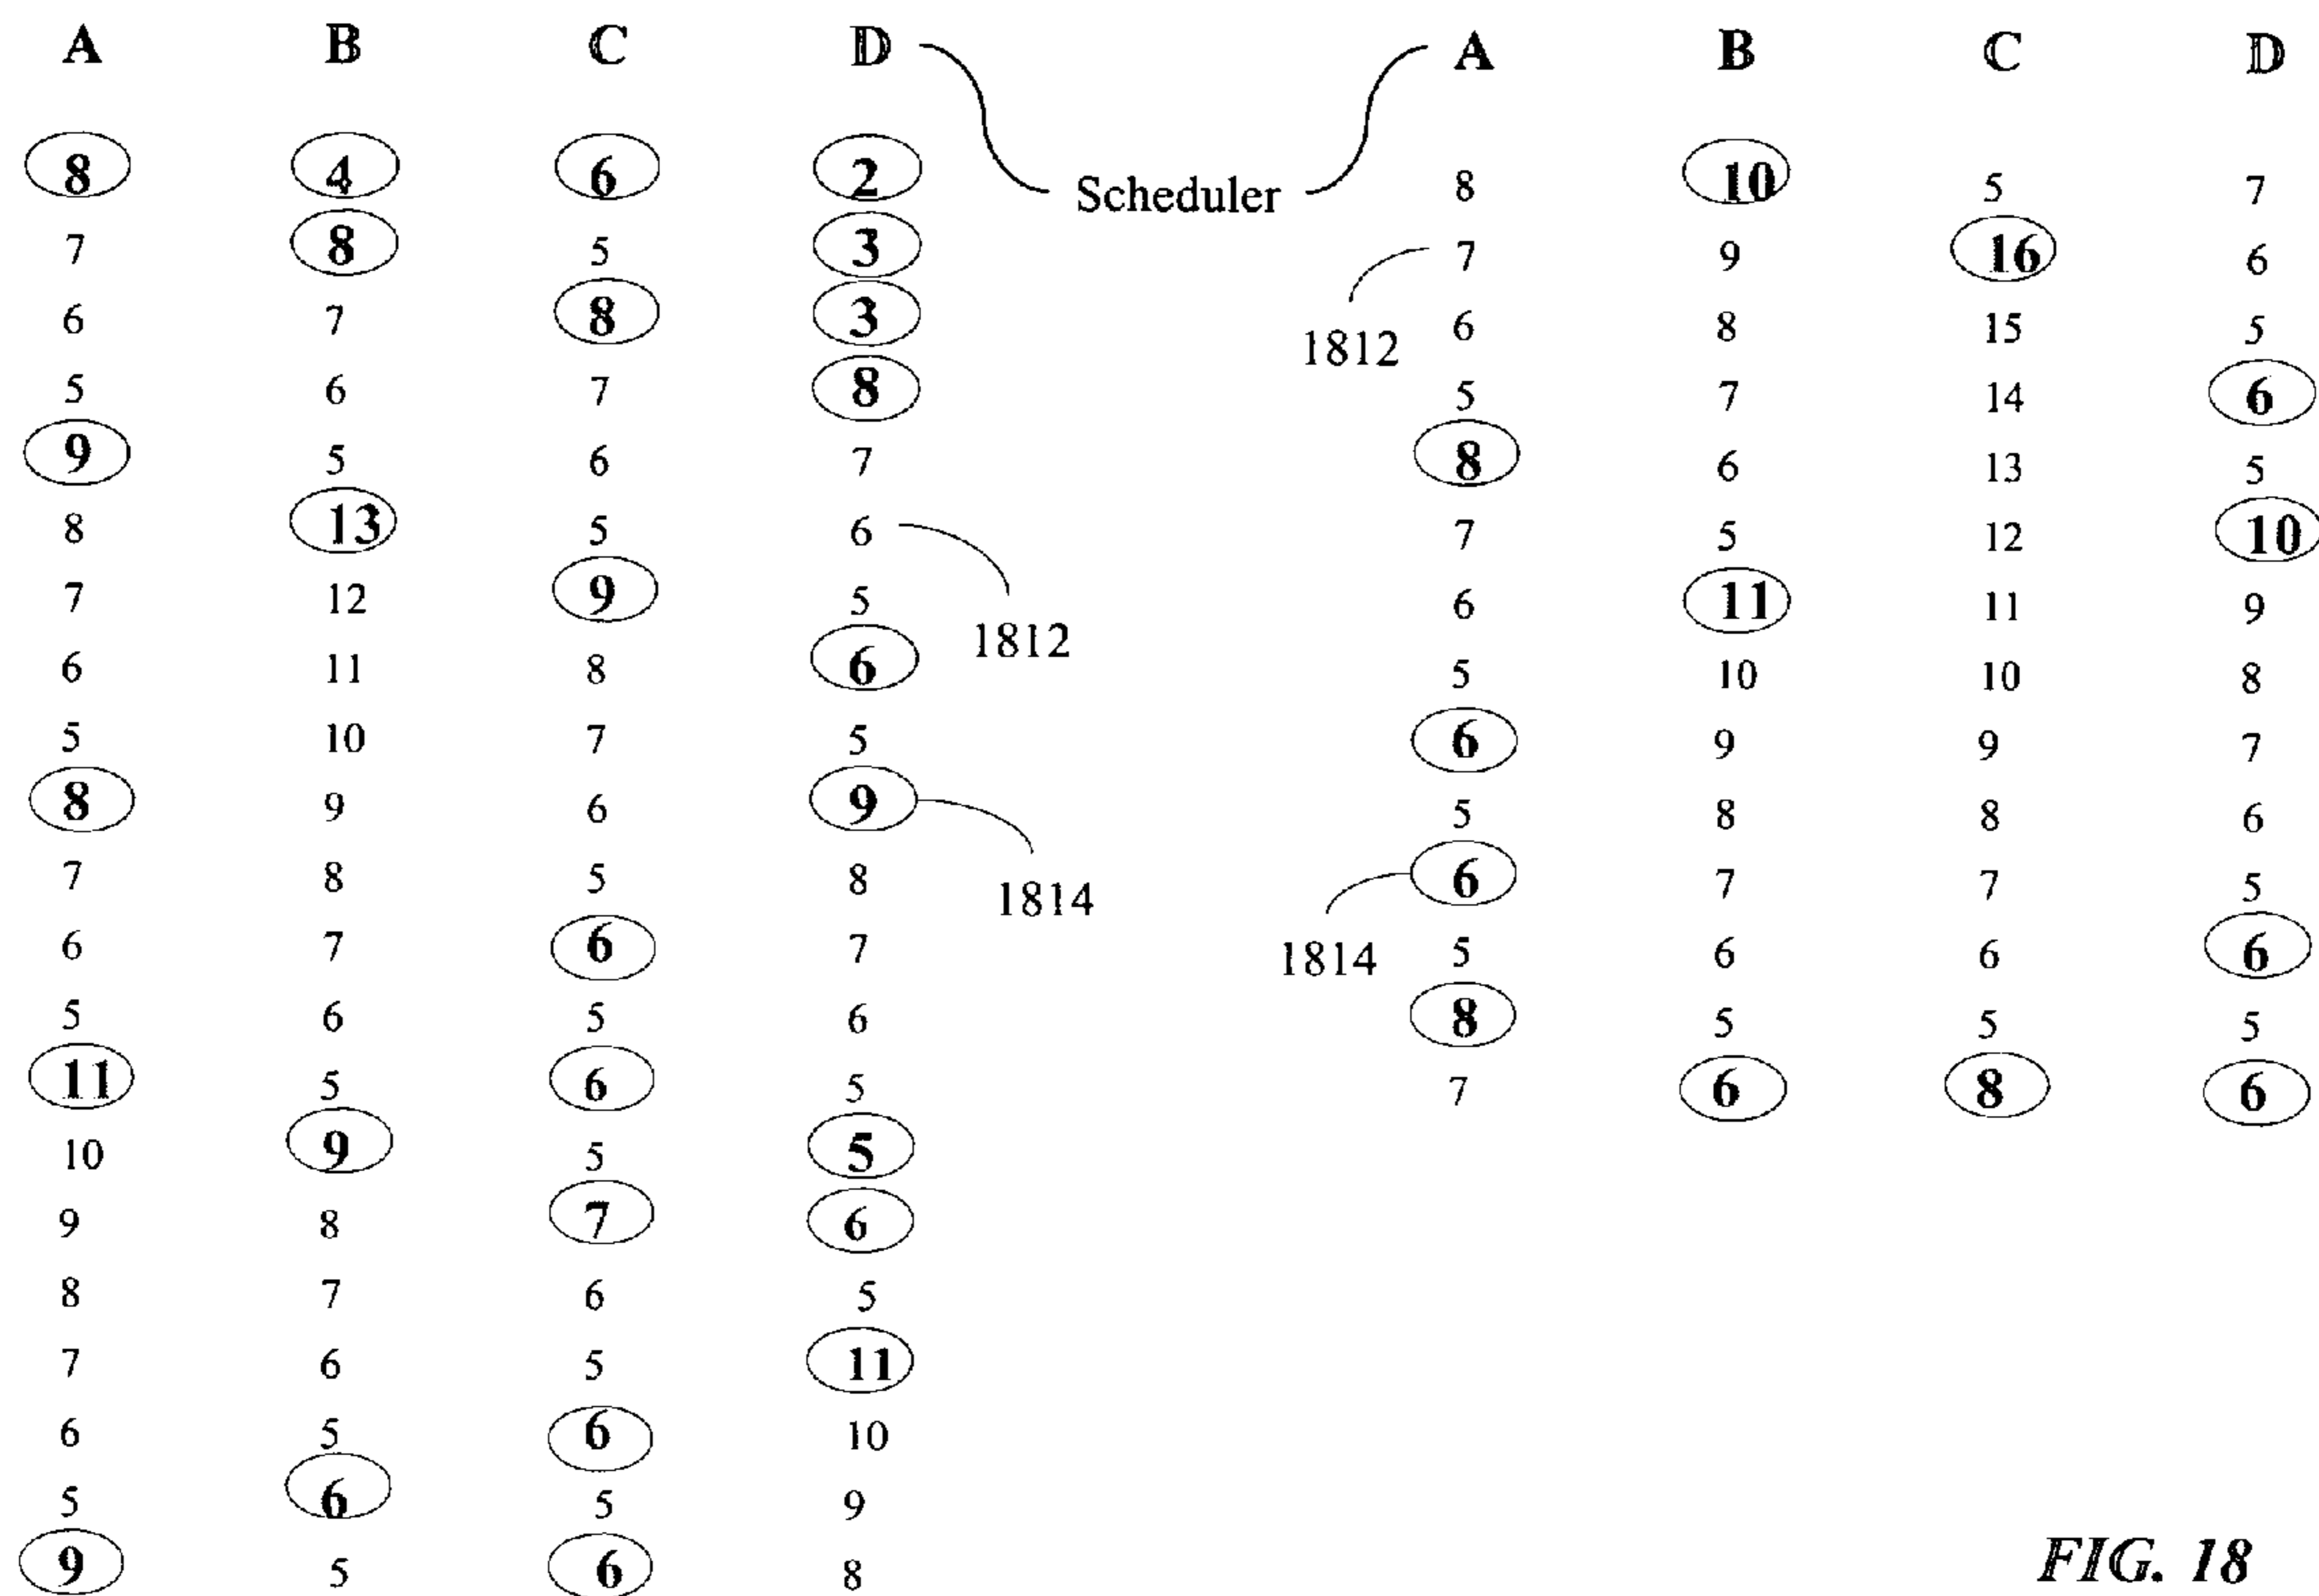 A B C D A B C D
8 4 6 2 Scheduler 8 10 5 7
7 8 5 3 7 9 16 6
6 7 8 3 1812 6 8 15 5
5 6 7 8 5 7 14 6
9 5 6 7 8 6 13 5
8 13 5 6 7 5 12 10
7 12 9 5 1812 6 11 11 9
6 11 8 6 5 10 10 8
5 10 7 5 6 9 9 7
8 9 6 9 5 8 8 6
7 8 5 8 1814 6 7 7 5
6 7 6 7 1814 5 6 6 6
5 6 5 6 8 5 5 5
11 5 6 5 7 6 8 6
10 9 5 5
9 8 7 6
8 7 6 5
7 6 5 11
6 5 6 10
5 6 5 9
9 5 6 8
FIG. 18